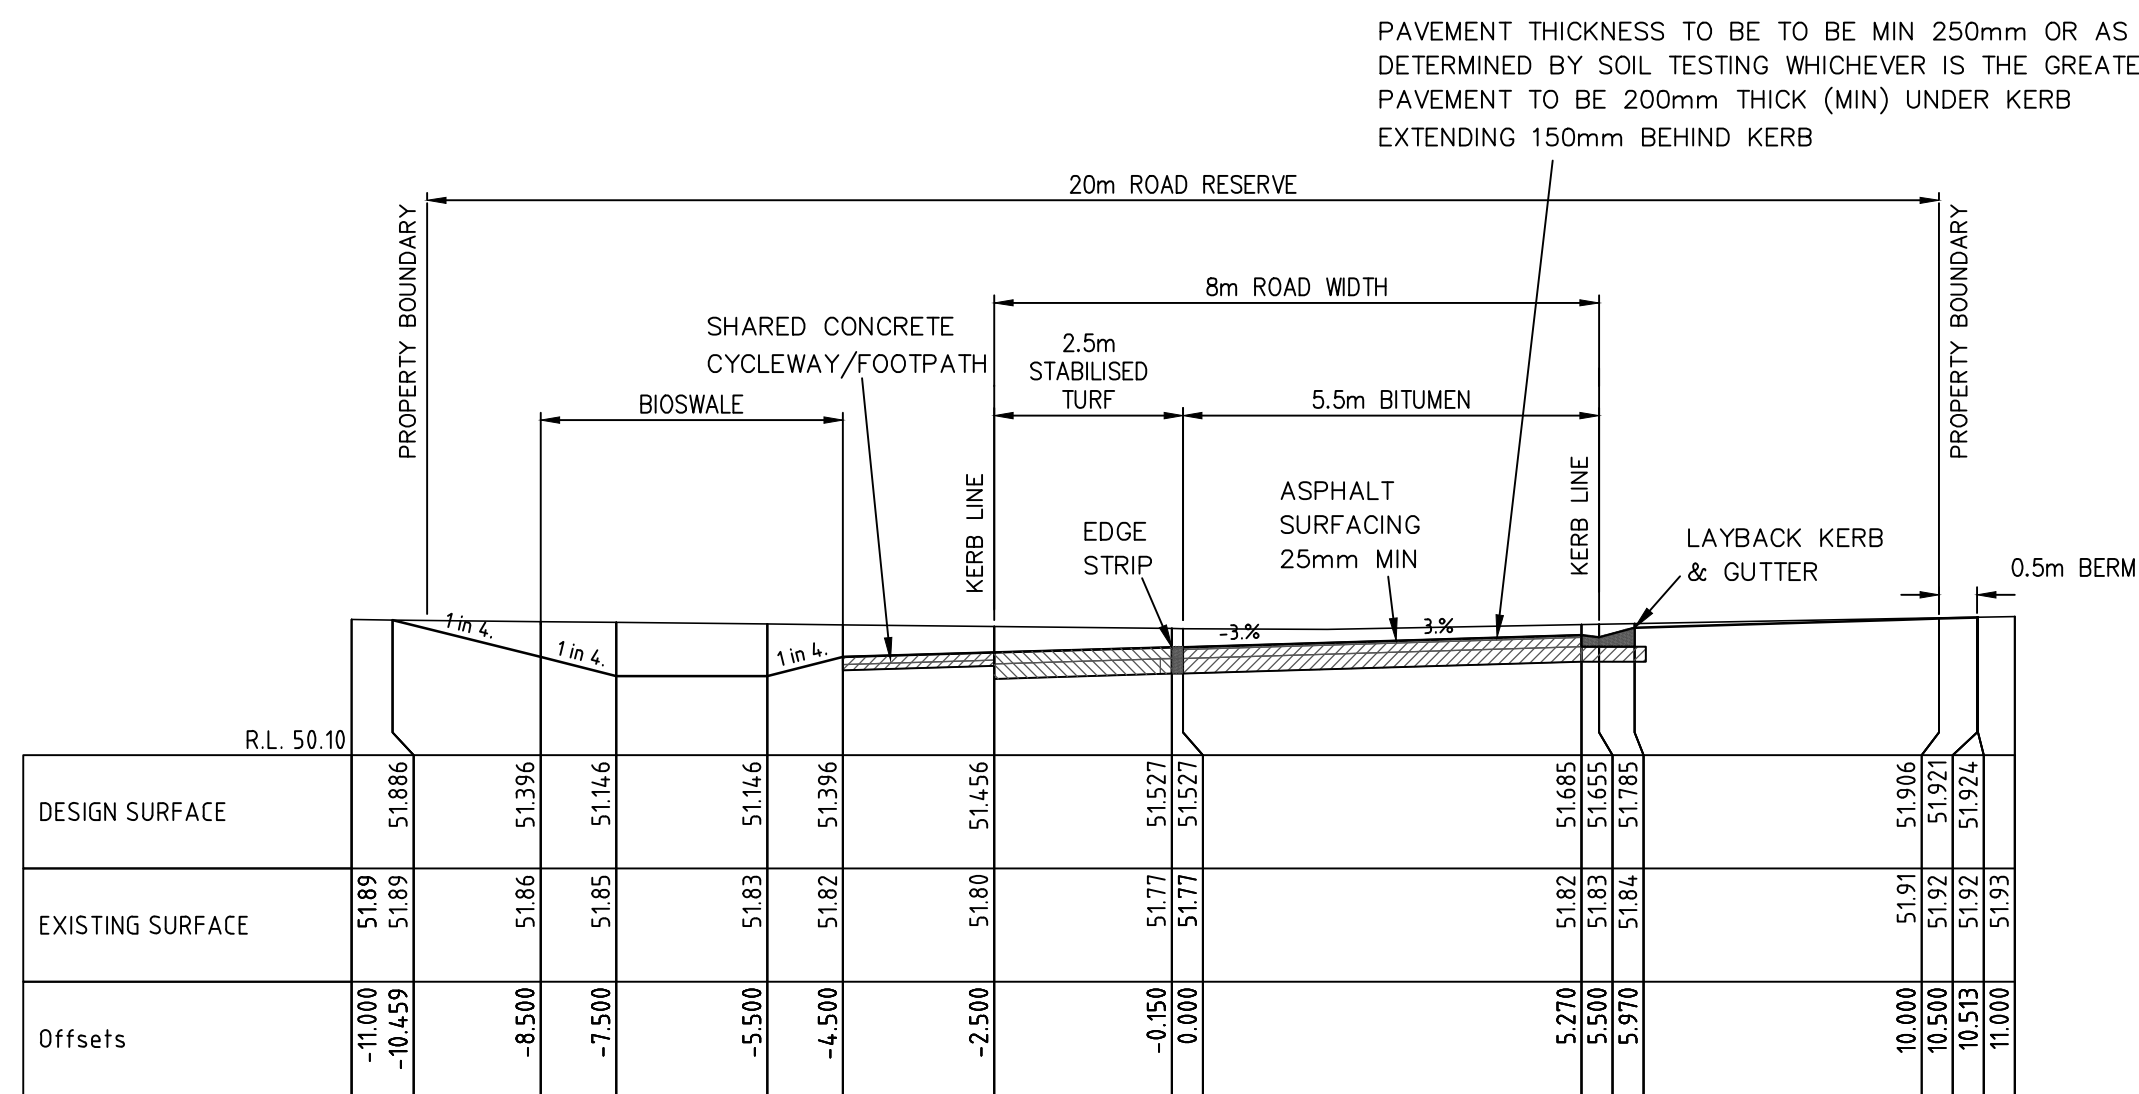 PAVEMENT THICKNESS TO BE TO BE MIN 250mm OR AS
DETERMINED BY SOIL TESTING WHICHEVER IS THE GREATE
PAVEMENT TO BE 200mm THICK (MIN) UNDER KERB
EXTENDING 150mm BEHIND KERB
20m ROAD RESERVE
PROPERTY BOUNDARY
PROPERTY BOUNDARY
8m ROAD WIDTH
SHARED CONCRETE
CYCLEWAY/FOOTPATH
2.5m
STABILISED
TURF
BIOSWALE
5.5m BITUMEN
KERB LINE
KERB LINE
EDGE
STRIP
ASPHALT
SURFACING
25mm MIN
LAYBACK KERB
& GUTTER
0.5m BERM
1 in 4.
1 in 4.
1 in 4.
-3.%
3.%
R.L. 50.10
DESIGN SURFACE
51.886
51.396
51.146
51.146
51.396
51.456
51.527
51.527
51.685
51.655
51.785
51.906
51.921
51.924
EXISTING SURFACE
51.89
51.89
51.86
51.85
51.83
51.82
51.80
51.77
51.77
51.82
51.83
51.84
51.91
51.92
51.92
51.93
Offsets
-11.000
-10.459
-8.500
-7.500
-5.500
-4.500
-2.500
-0.150
0.000
5.270
5.500
5.970
10.000
10.500
10.513
11.000